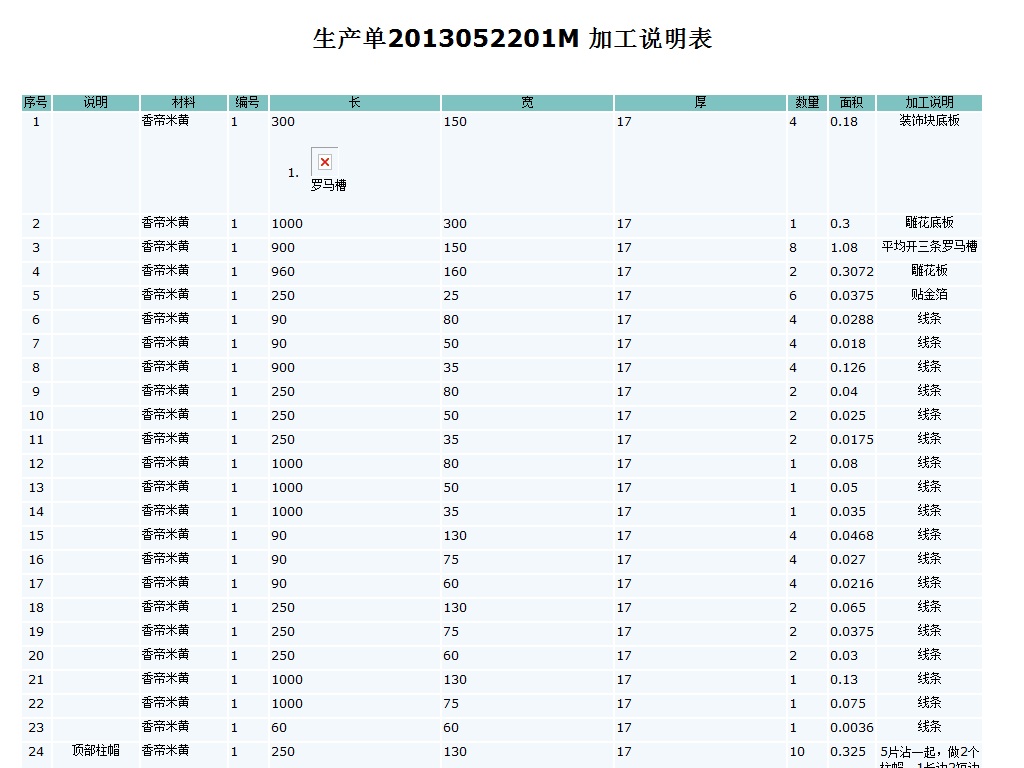 生产单2013052201M 加工说明表
序号 说明 材料 编号 长 宽 厚 数量 面积 加工说明
1 香帝米黄 1 300 150 17 4 0.18 装饰块底板
1.
罗马槽
2 香帝米黄 1 1000 300 17 1 0.3 雕花底板
3 香帝米黄 1 900 150 17 8 1.08 平均开三条罗马槽
4 香帝米黄 1 960 160 17 2 0.3072 雕花板
5 香帝米黄 1 250 25 17 6 0.0375 贴金箔
6 香帝米黄 1 90 80 17 4 0.0288 线条
7 香帝米黄 1 90 50 17 4 0.018 线条
8 香帝米黄 1 900 35 17 4 0.126 线条
9 香帝米黄 1 250 80 17 2 0.04 线条
10 香帝米黄 1 250 50 17 2 0.025 线条
11 香帝米黄 1 250 35 17 2 0.0175 线条
12 香帝米黄 1 1000 80 17 1 0.08 线条
13 香帝米黄 1 1000 50 17 1 0.05 线条
14 香帝米黄 1 1000 35 17 1 0.035 线条
15 香帝米黄 1 90 130 17 4 0.0468 线条
16 香帝米黄 1 90 75 17 4 0.027 线条
17 香帝米黄 1 90 60 17 4 0.0216 线条
18 香帝米黄 1 250 130 17 2 0.065 线条
19 香帝米黄 1 250 75 17 2 0.0375 线条
20 香帝米黄 1 250 60 17 2 0.03 线条
21 香帝米黄 1 1000 130 17 1 0.13 线条
22 香帝米黄 1 1000 75 17 1 0.075 线条
23 香帝米黄 1 60 60 17 1 0.0036 线条
24 顶部柱帽 香帝米黄 1 250 130 17 10 0.325 5片沾一起，做2个
柱帽，1长边2短边